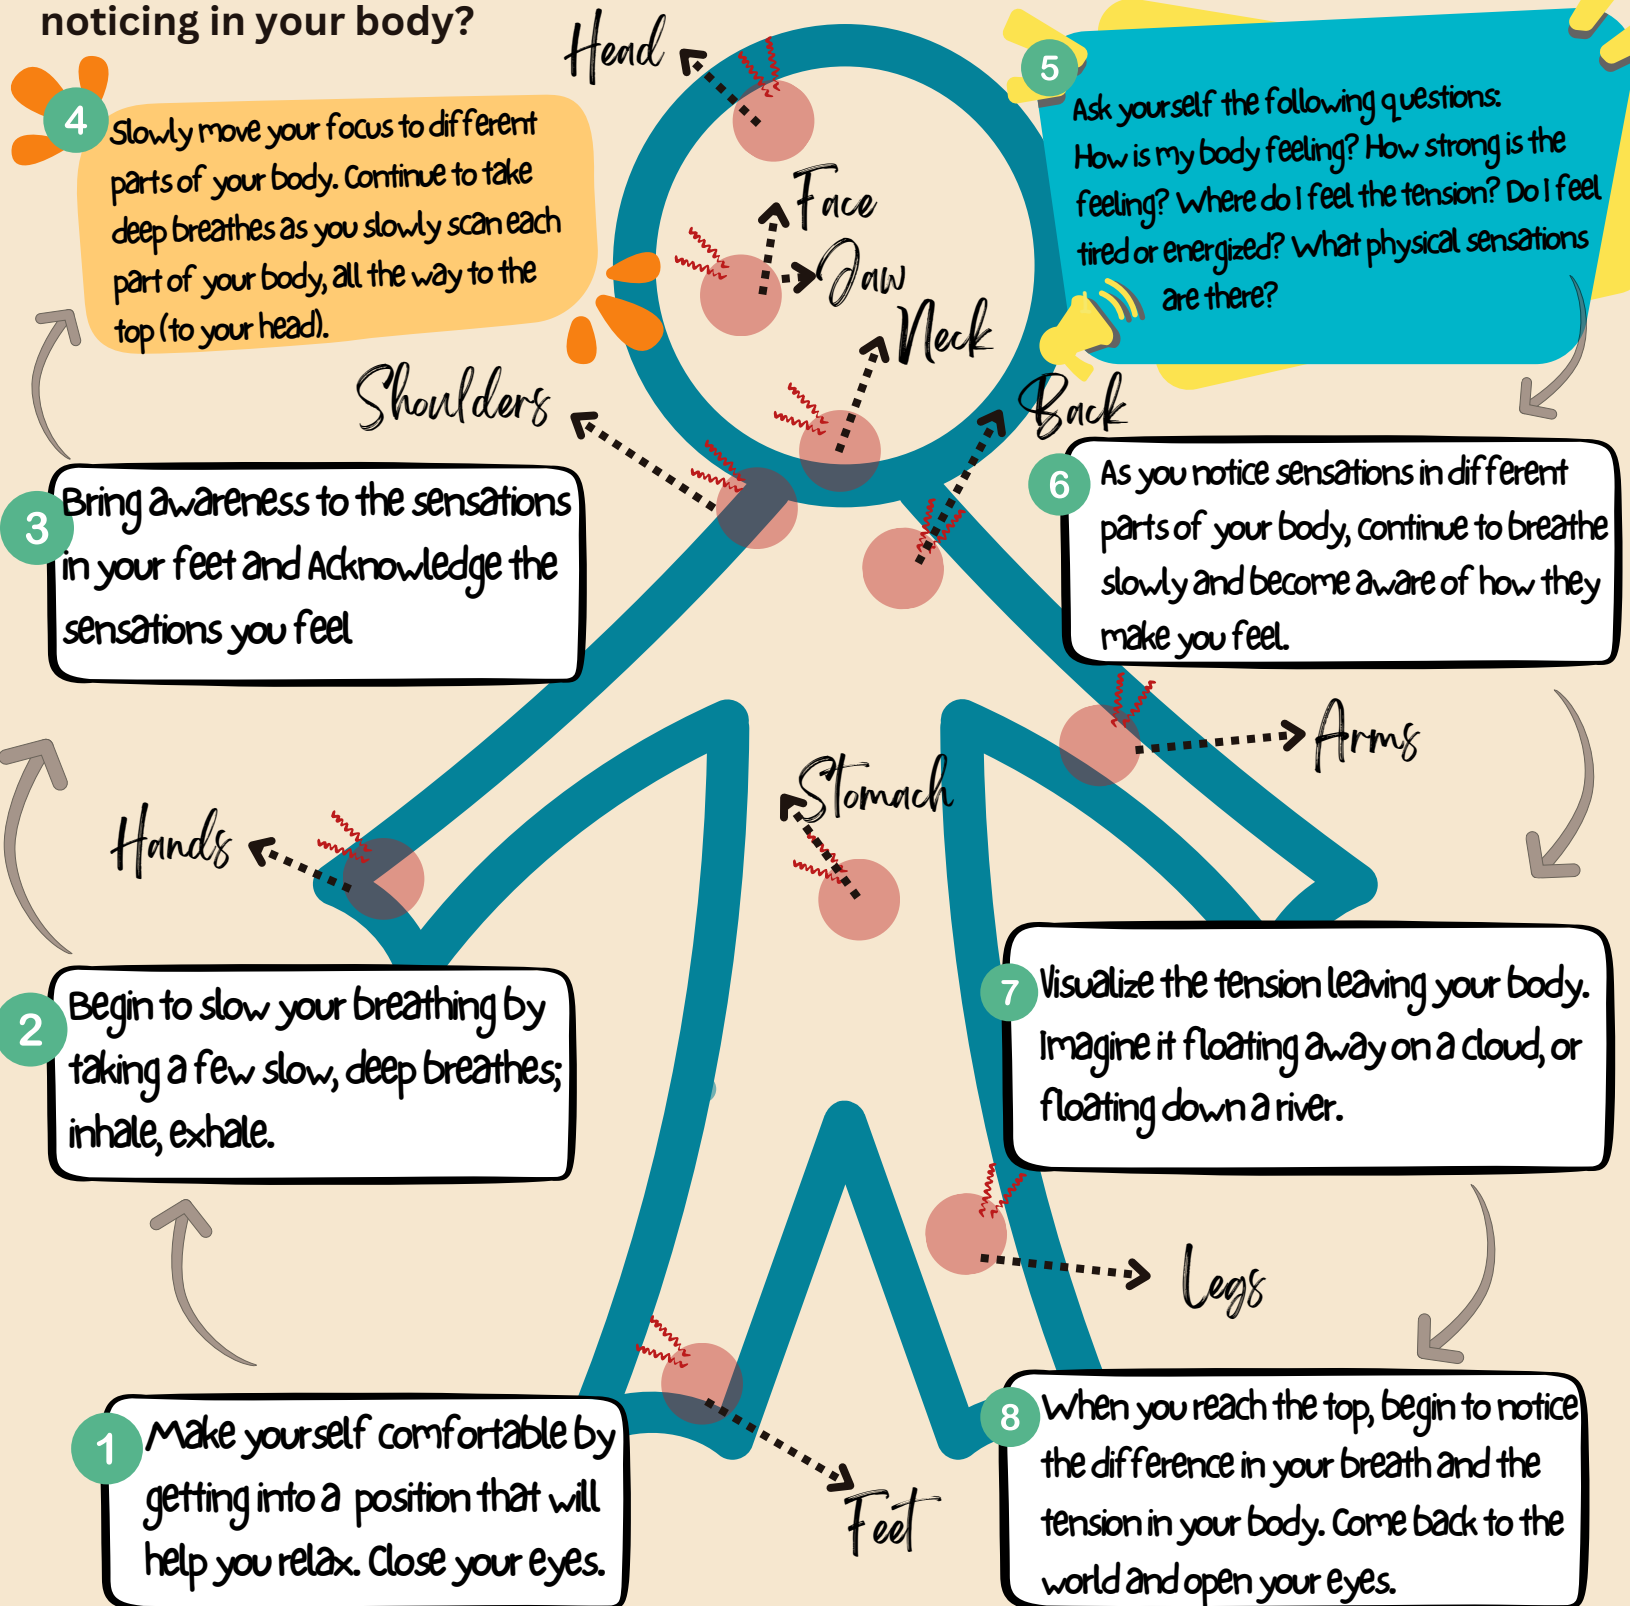 noticing in your body?
Head
4
Slowly move your focus to different
parts of your body. Continue to take
deep breathes as you slowly scan each
part of your body, all the way to the
top (to your head).
5
Ask yourself the following questions:
How is my body feeling? How strong is the
feeling? Where do I feel the tension? Do I feel
tired or energized? What physical sensations
are there?
Face
Jaw
Neck
Shoulders
Back
3
Bring awareness to the sensations
in your feet and Acknowledge the
sensations you feel
6
As you notice sensations in different
parts of your body, continue to breathe
slowly and become aware of how they
make you feel.
Arms
Stomach
Hands
2
Begin to slow your breathing by
taking a few slow, deep breathes;
inhale, exhale.
7
Visualize the tension leaving your body.
Imagine it floating away on a cloud, or
floating down a river.
Legs
1
Make yourself comfortable by
getting into a position that will
help you relax. Close your eyes.
8
When you reach the top, begin to notice
the difference in your breath and the
tension in your body. Come back to the
world and open your eyes.
Feet